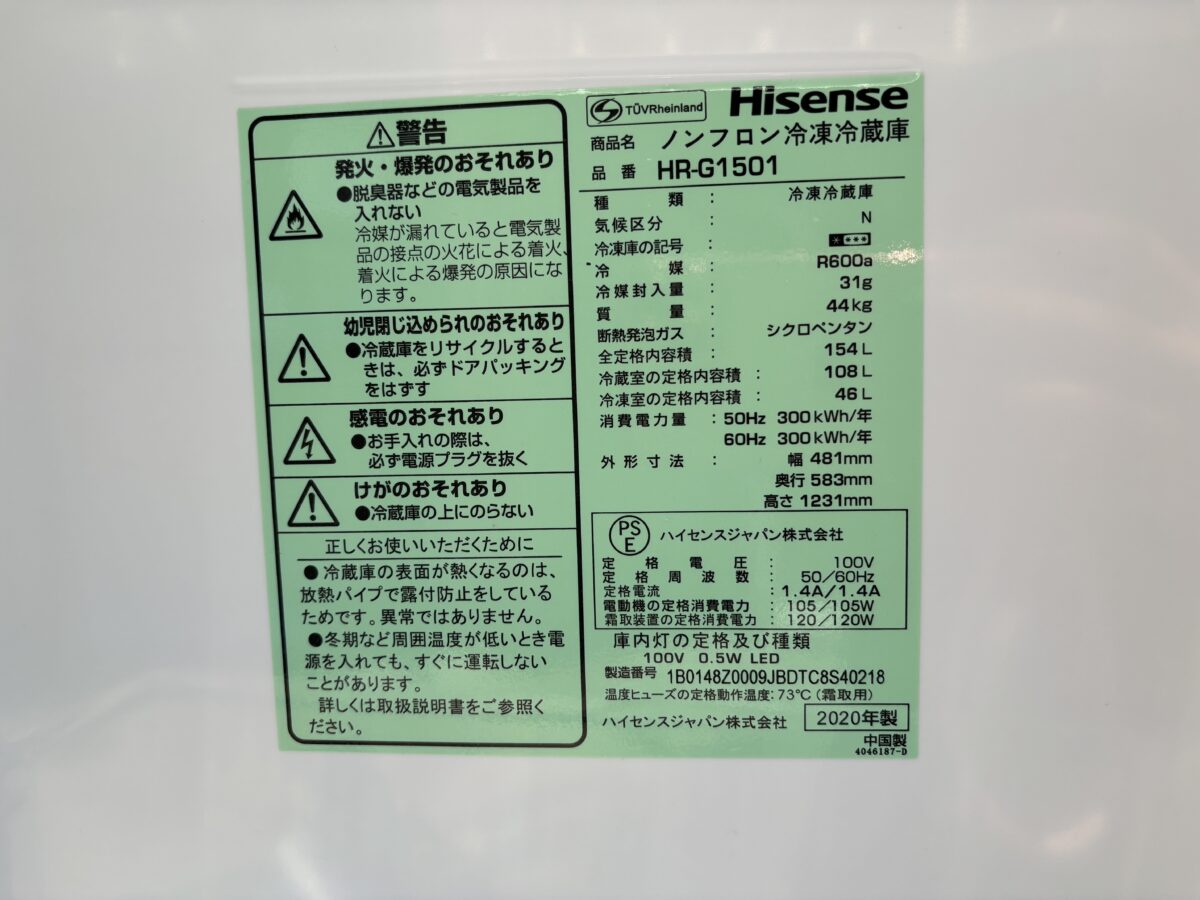 ⚠警告
発火・爆発のおそれあり
●脱臭器などの電気製品を
入れない
冷媒が漏れていると電気製
品の接点の火花による着火、
着火による爆発の原因にな
ります。
幼児閉じ込められのおそれあり
●冷蔵庫をリサイクルすると
きは、必ずドアパッキング
をはずす
感電のおそれあり
●お手入れの際は、
必ず電源プラグを抜く
けがのおそれあり
●冷蔵庫の上にのらない
正しくお使いいただくために
●冷蔵庫の表面が熱くなるのは、
放熱パイプで露付防止をしている
ためです。異常ではありません。
●冬期など周囲温度が低いとき電
源を入れても、すぐに運転しない
ことがあります。
詳しくは取扱説明書をご参照く
ださい。
TÜVRheinland Hisense
商品名 ノンフロン冷凍冷蔵庫
品番 HR-G1501
種類 : 冷凍冷蔵庫
気候区分 : N
冷凍庫の記号 : ****
冷媒 : R600a
冷媒封入量 : 31g
質量 : 44kg
断熱発泡ガス : シクロペンタン
全定格内容積 : 154L
冷蔵室の定格内容積 : 108L
冷凍室の定格内容積 : 46L
消費電力量 : 50Hz 300kWh/年
60Hz 300kWh/年
外形寸法 : 幅 481mm
奥行 583mm
高さ 1231mm
PSE ハイセンスジャパン株式会社
定格電圧 : 100V
定格周波数 : 50/60Hz
定格電流 : 1.4A/1.4A
電動機の定格消費電力 : 105/105W
霜取装置の定格消費電力 : 120/120W
庫内灯の定格及び種類
100V 0.5W LED
製造番号 1B0148Z0009JBDTC8S40218
温度ヒューズの定格動作温度:73℃(霜取用)
ハイセンスジャパン株式会社 2020年製
中国製
4046187-D